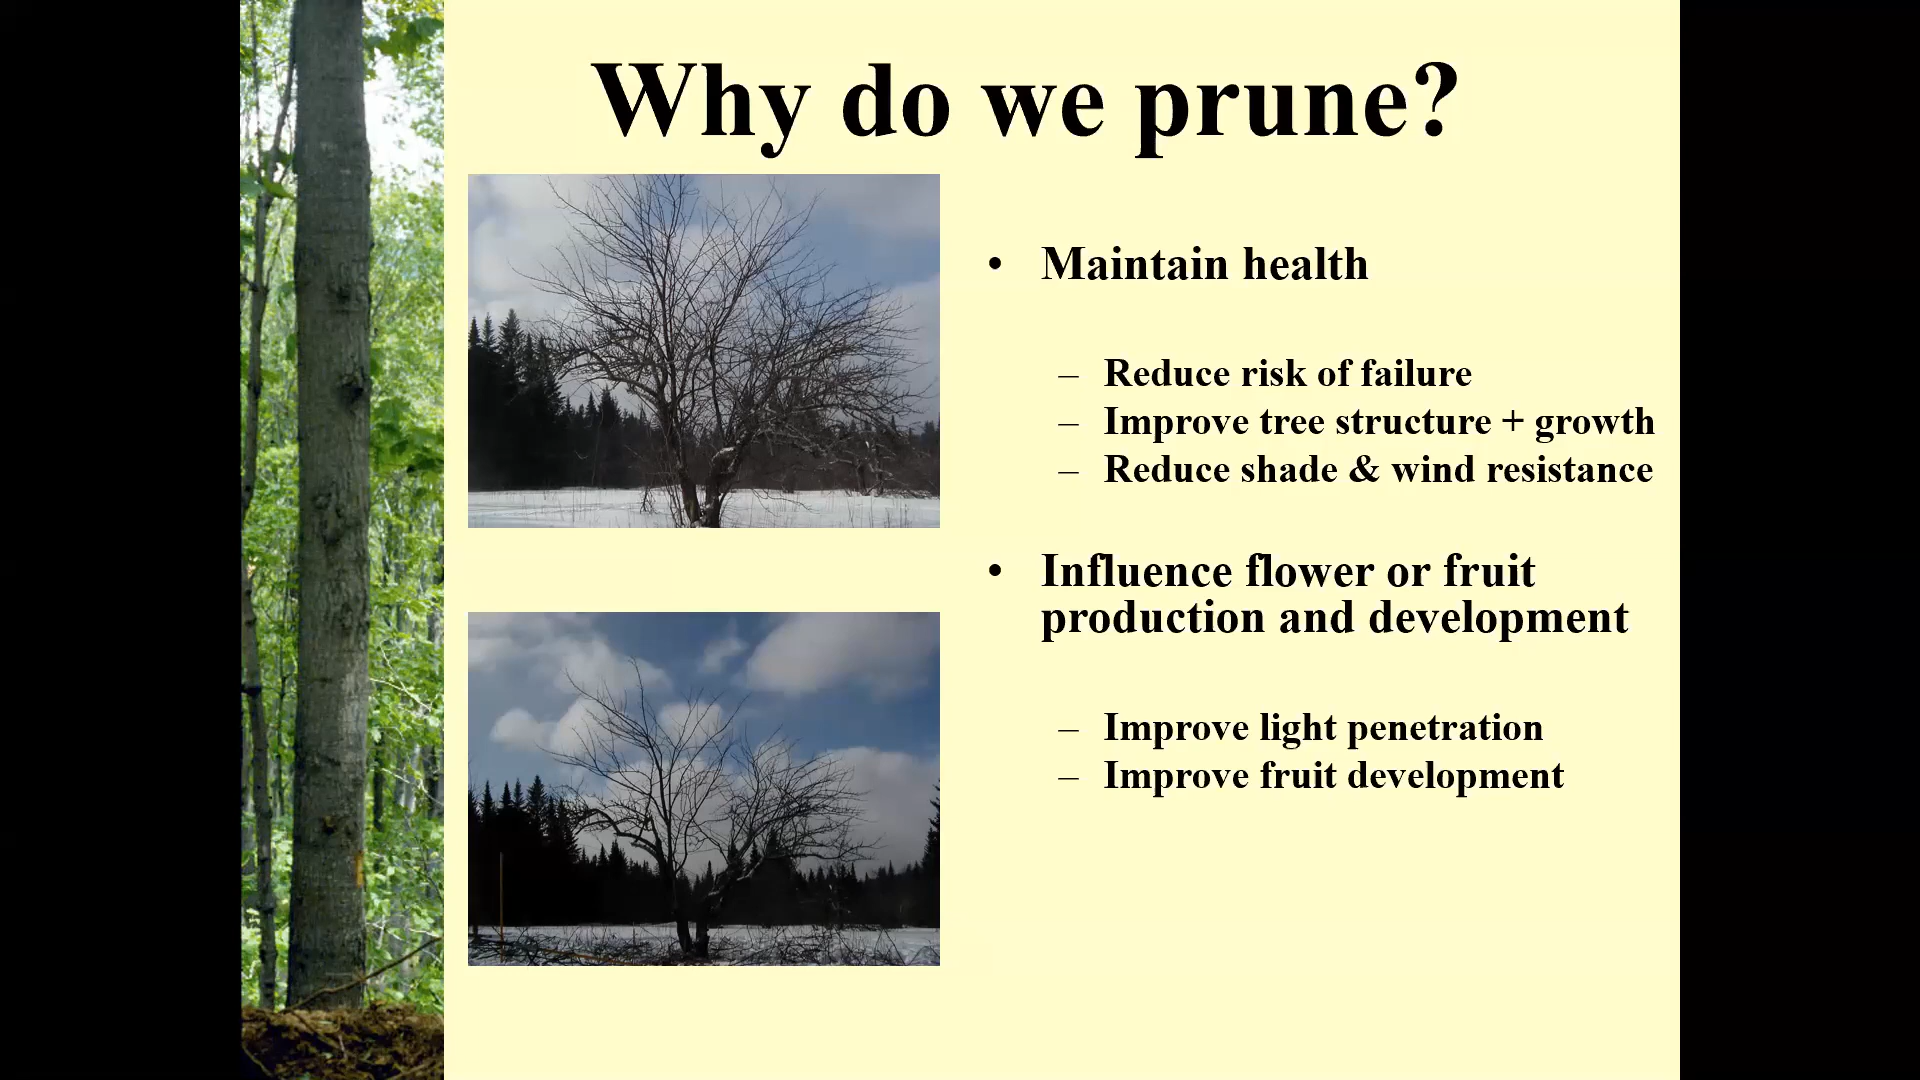 Why do we prune?
• Maintain health
– Reduce risk of failure
– Improve tree structure + growth
– Reduce shade & wind resistance
• Influence flower or fruit
production and development
– Improve light penetration
– Improve fruit development